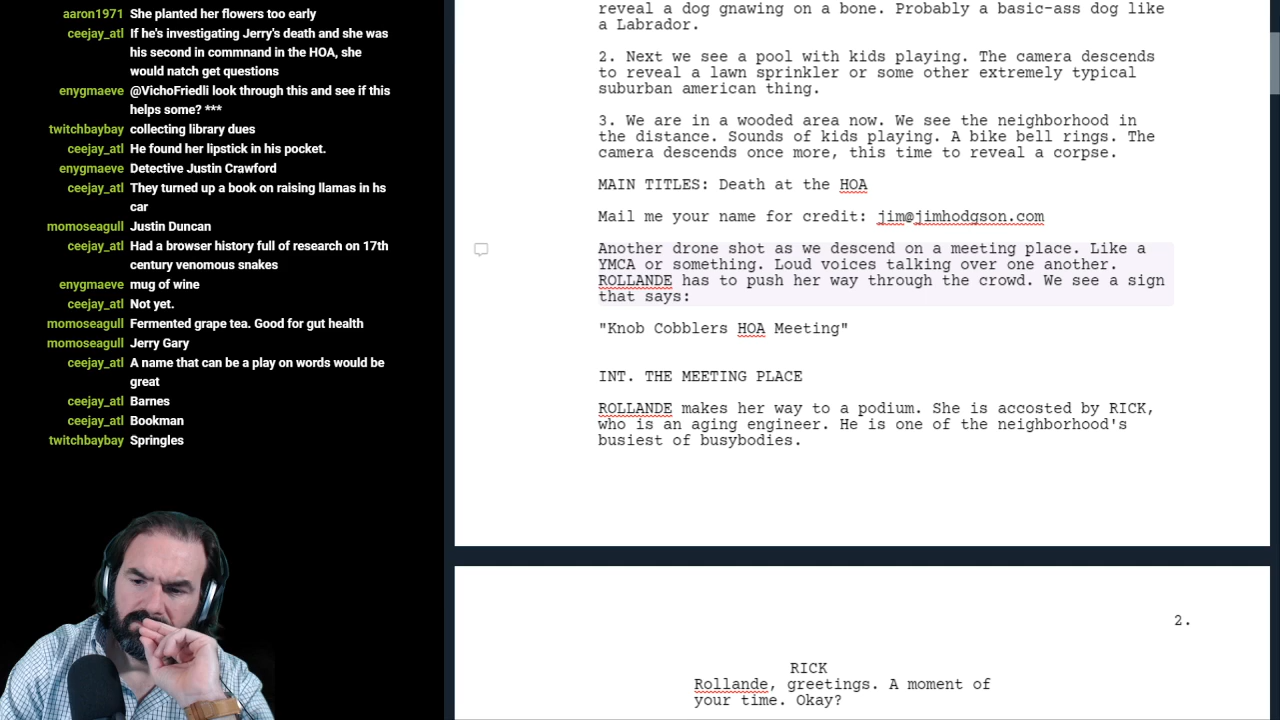 aaron1971 She planted her flowers too early
ceejay_atl If he's investigating Jerry's death and she was
his second in commnand in the HOA, she
would natch get questions
enygmaeve @VichoFriedli look through this and see if this
helps some? ***
twitchbaybay collecting library dues
ceejay_atl He found her lipstick in his pocket.
enygmaeve Detective Justin Crawford
ceejay_atl They turned up a book on raising llamas in hs
car
momoseagull Justin Duncan
ceejay_atl Had a browser history full of research on 17th
century venomous snakes
enygmaeve mug of wine
ceejay_atl Not yet.
momoseagull Fermented grape tea. Good for gut health
momoseagull Jerry Gary
ceejay_atl A name that can be a play on words would be
great
ceejay_atl Barnes
ceejay_atl Bookman
twitchbaybay Springles
reveal a dog gnawing on a bone. Probably a basic-ass dog like
a Labrador.
2. Next we see a pool with kids playing. The camera descends
to reveal a lawn sprinkler or some other extremely typical
suburban american thing.
3. We are in a wooded area now. We see the neighborhood in
the distance. Sounds of kids playing. A bike bell rings. The
camera descends once more, this time to reveal a corpse.
MAIN TITLES: Death at the HOA
Mail me your name for credit: jim@jimhodgson.com
Another drone shot as we descend on a meeting place. Like a
YMCA or something. Loud voices talking over one another.
ROLLANDE has to push her way through the crowd. We see a sign
that says:
"Knob Cobblers HOA Meeting"
INT. THE MEETING PLACE
ROLLANDE makes her way to a podium. She is accosted by RICK,
who is an aging engineer. He is one of the neighborhood's
busiest of busybodies.
2.
RICK
Rollande, greetings. A moment of
your time. Okay?